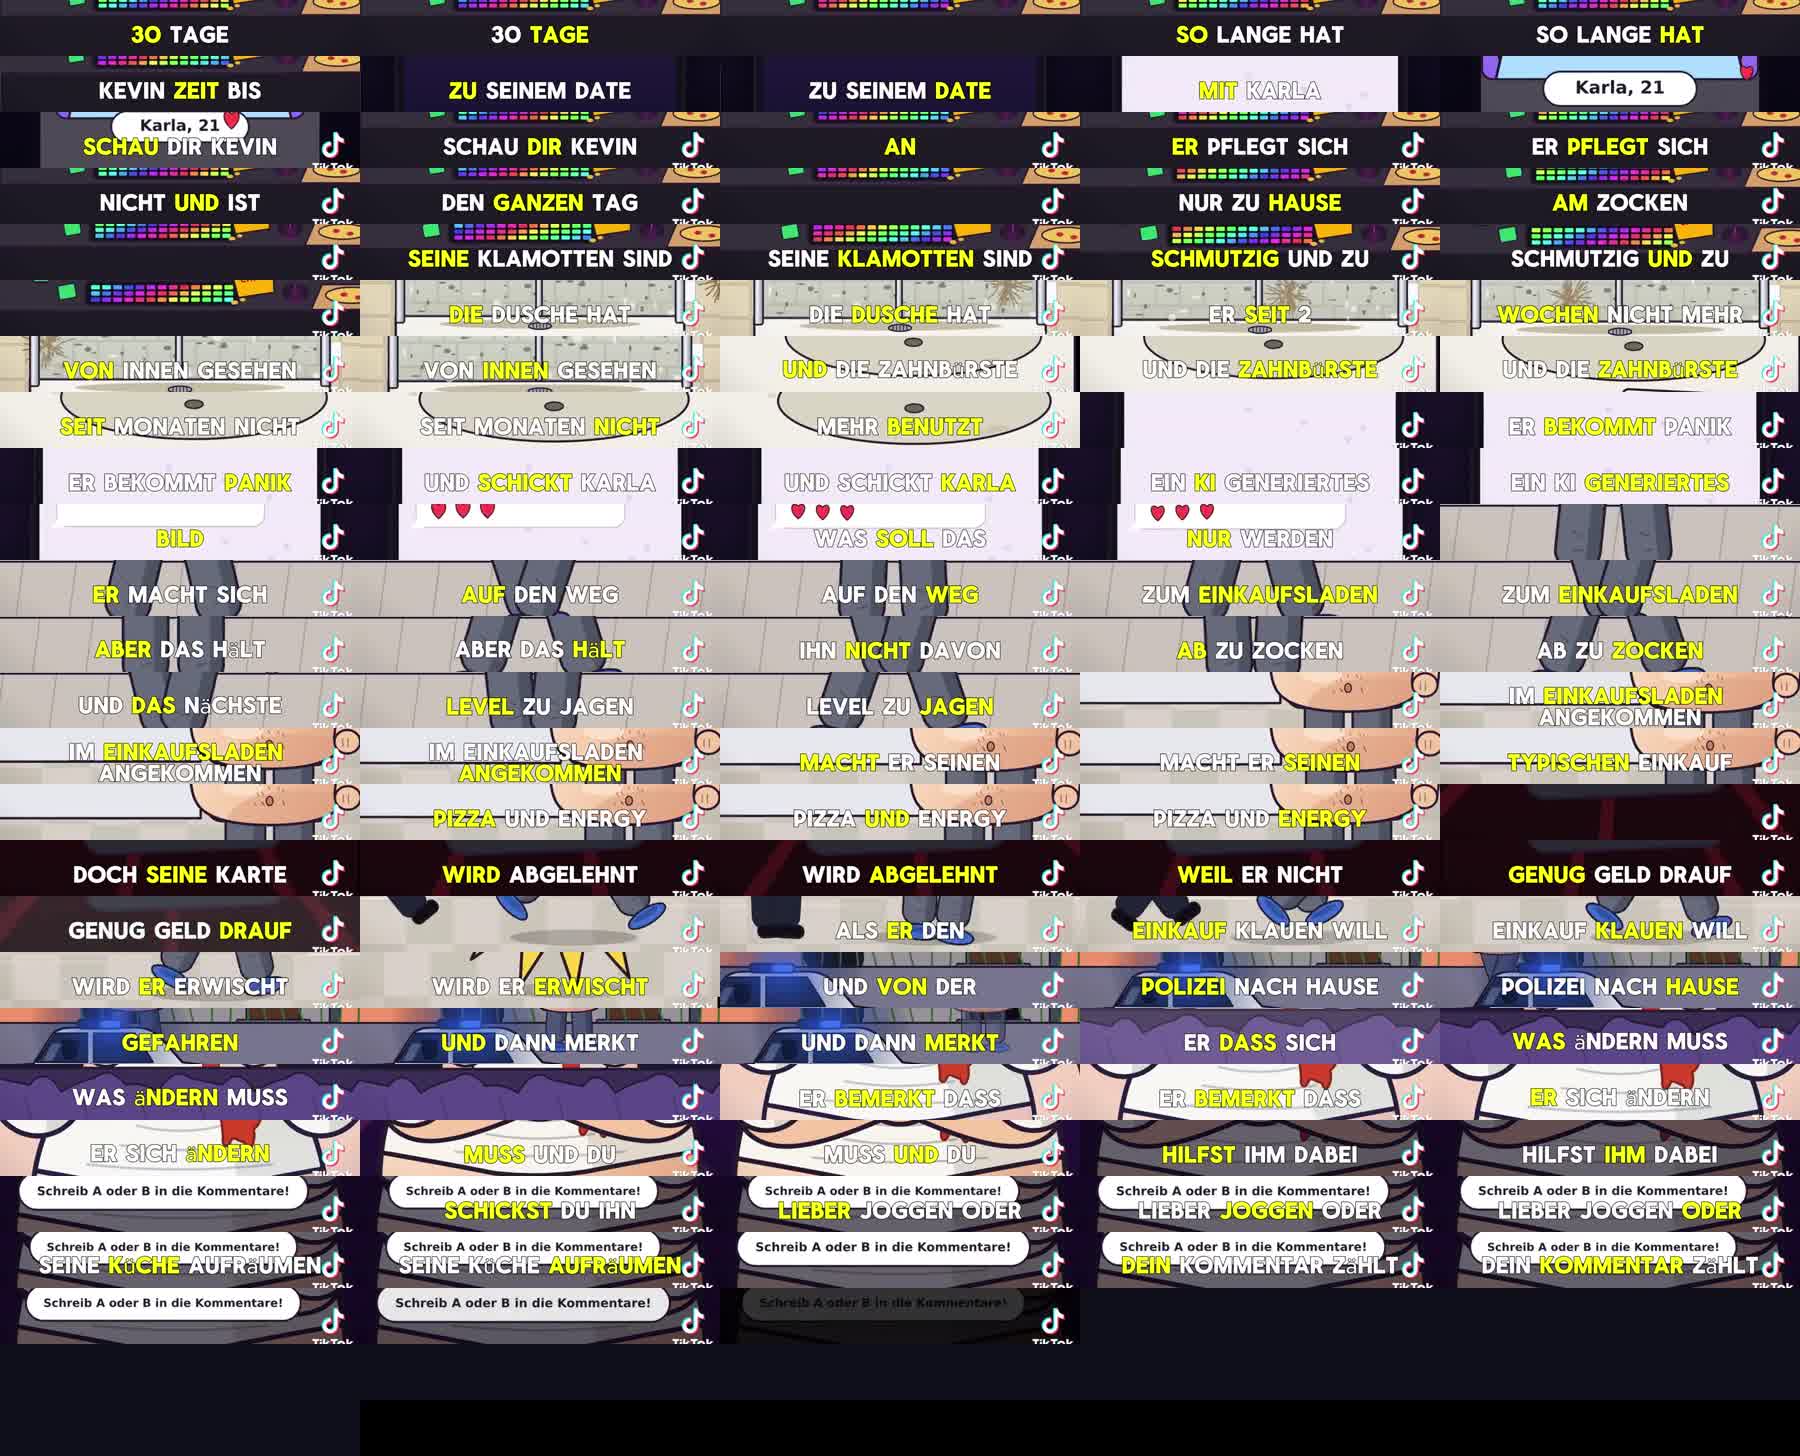 30 TAGE
30 TAGE
SO LANGE HAT
SO LANGE HAT
KEVIN ZEIT BIS
ZU SEINEM DATE
ZU SEINEM DATE
MIT KARLA
Karla, 21
Karla, 21
SCHAU DIR KEVIN
SCHAU DIR KEVIN
AN
ER PFLEGT SICH
ER PFLEGT SICH
NICHT UND IST
DEN GANZEN TAG
NUR ZU HAUSE
AM ZOCKEN
SEINE KLAMOTTEN SIND
SEINE KLAMOTTEN SIND
SCHMUTZIG UND ZU
SCHMUTZIG UND ZU
DIE DUSCHE HAT
DIE DUSCHE HAT
ER SEIT 2
WOCHEN NICHT MEHR
VON INNEN GESEHEN
VON INNEN GESEHEN
UND DIE ZAHNBüRSTE
UND DIE ZAHNBüRSTE
UND DIE ZAHNBüRSTE
SEIT MONATEN NICHT
SEIT MONATEN NICHT
MEHR BENUTZT
ER BEKOMMT PANIK
ER BEKOMMT PANIK
UND SCHICKT KARLA
UND SCHICKT KARLA
EIN KI GENERIERTES
EIN KI GENERIERTES
BILD
WAS SOLL DAS
NUR WERDEN
ER MACHT SICH
AUF DEN WEG
AUF DEN WEG
ZUM EINKAUFSLADEN
ZUM EINKAUFSLADEN
ABER DAS HäLT
ABER DAS HäLT
IHN NICHT DAVON
AB ZU ZOCKEN
AB ZU ZOCKEN
UND DAS NäCHSTE
LEVEL ZU JAGEN
LEVEL ZU JAGEN
IM EINKAUFSLADEN
ANGEKOMMEN
IM EINKAUFSLADEN
ANGEKOMMEN
IM EINKAUFSLADEN
ANGEKOMMEN
MACHT ER SEINEN
MACHT ER SEINEN
TYPISCHEN EINKAUF
PIZZA UND ENERGY
PIZZA UND ENERGY
PIZZA UND ENERGY
DOCH SEINE KARTE
WIRD ABGELEHNT
WIRD ABGELEHNT
WEIL ER NICHT
GENUG GELD DRAUF
GENUG GELD DRAUF
ALS ER DEN
EINKAUF KLAUEN WILL
EINKAUF KLAUEN WILL
WIRD ER ERWISCHT
WIRD ER ERWISCHT
UND VON DER
POLIZEI NACH HAUSE
POLIZEI NACH HAUSE
GEFAHREN
UND DANN MERKT
UND DANN MERKT
ER DASS SICH
WAS äNDERN MUSS
WAS äNDERN MUSS
ER BEMERKT DASS
ER BEMERKT DASS
ER SICH äNDERN
ER SICH äNDERN
MUSS UND DU
MUSS UND DU
HILFST IHM DABEI
HILFST IHM DABEI
Schreib A oder B in die Kommentare!
Schreib A oder B in die Kommentare!
SCHICKST DU IHN
Schreib A oder B in die Kommentare!
LIEBER JOGGEN ODER
Schreib A oder B in die Kommentare!
LIEBER JOGGEN ODER
Schreib A oder B in die Kommentare!
LIEBER JOGGEN ODER
Schreib A oder B in die Kommentare!
SEINE KüCHE AUFRäUMEN
Schreib A oder B in die Kommentare!
SEINE KüCHE AUFRäUMEN
Schreib A oder B in die Kommentare!
Schreib A oder B in die Kommentare!
DEIN KOMMENTAR ZäHLT
Schreib A oder B in die Kommentare!
DEIN KOMMENTAR ZäHLT
Schreib A oder B in die Kommentare!
Schreib A oder B in die Kommentare!
Schreib A oder B in die Kommentare!